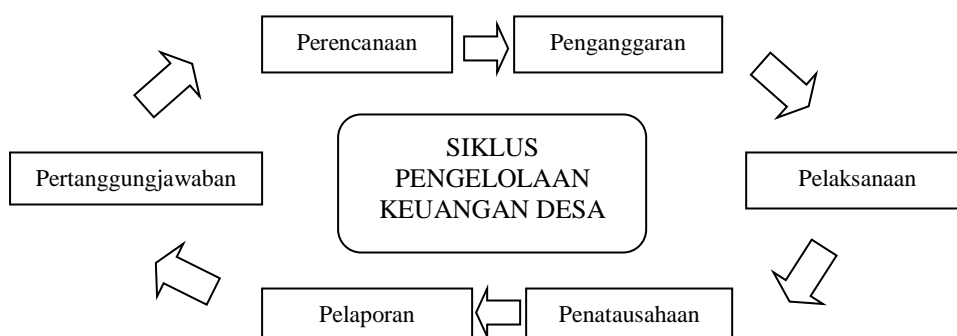 Perencanaan
Penganggaran
SIKLUS
PENGELOLAAN
KEUANGAN DESA
Pertanggungjawaban
Pelaksanaan
Pelaporan
Penatausahaan